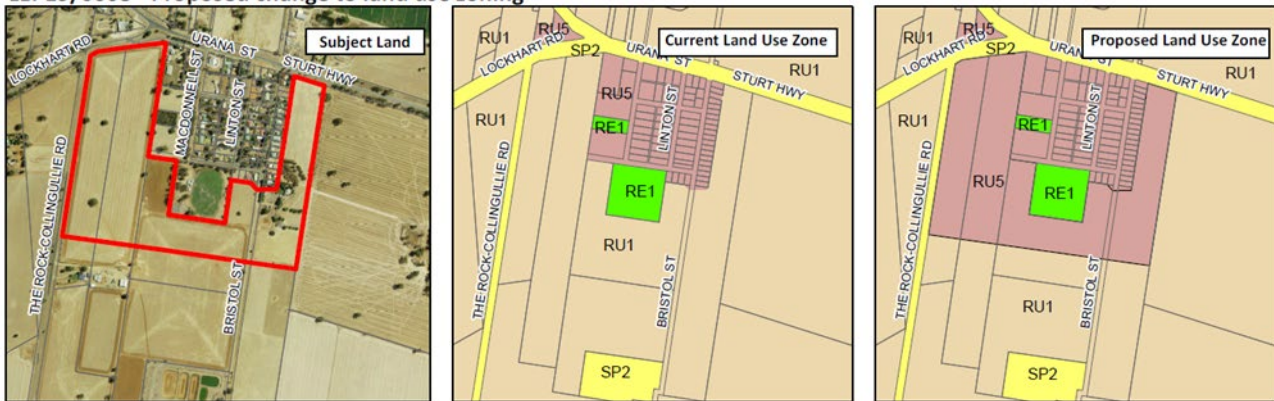 Proposed change to land use zoning
Subject Land
LOCKHART RD
URANA ST
STURT HWY
MACDONNELL ST
LINTON ST
THE ROCK-COLLINGULLIE RD
BRISTOL ST
Current Land Use Zone
RU1
RU5
LOCKHART RD
SP2
URANA ST
STURT HWY
RU1
RU5
RE1
LINTON ST
RU1
RE1
THE ROCK-COLLINGULLIE RD
RU1
BRISTOL ST
SP2
Proposed Land Use Zone
RU1
RU5
LOCKHART RD
SP2
URANA ST
STURT HWY
RU1
RE1
LINTON ST
RU1
RU5
RE1
THE ROCK-COLLINGULLIE RD
RU1
BRISTOL ST
SP2